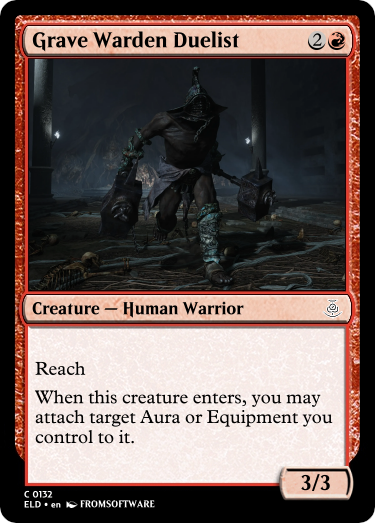 Grave Warden Duelist 2
Creature — Human Warrior
Reach
When this creature enters, you may
attach target Aura or Equipment you
control to it.
3/3
C 0132
ELD • en FROMSOFTWARE